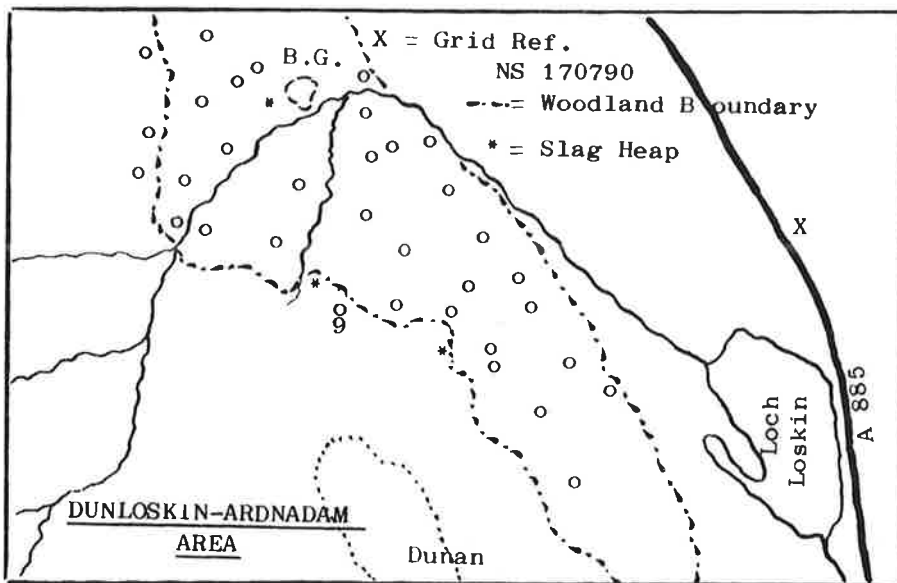 B.G.
X = Grid Ref.
NS 170790
= Woodland Boundary
* = Slag Heap
X
9
Loch
Loskin
A 885
DUNLOSKIN-ARDNADAM
AREA
Dunan